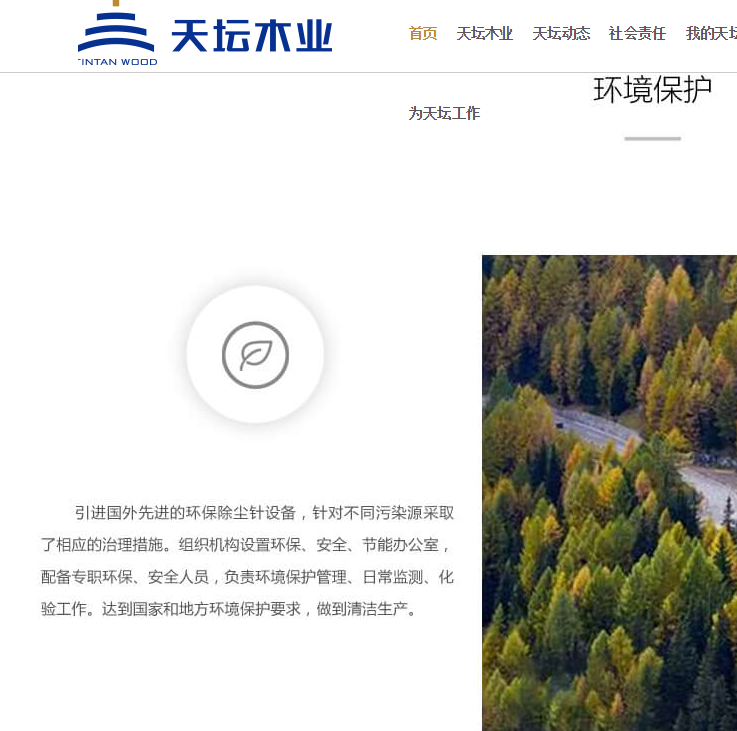 天坛木业
TINTAN WOOD
首页 天坛木业 天坛动态 社会责任 我的天坛
为天坛工作
环境保护
引进国外先进的环保除尘针设备，针对不同污染源采取
了相应的治理措施。组织机构设置环保、安全、节能办公室，
配备专职环保、安全人员，负责环境保护管理、日常监测、化
验工作。达到国家和地方环境保护要求，做到清洁生产。